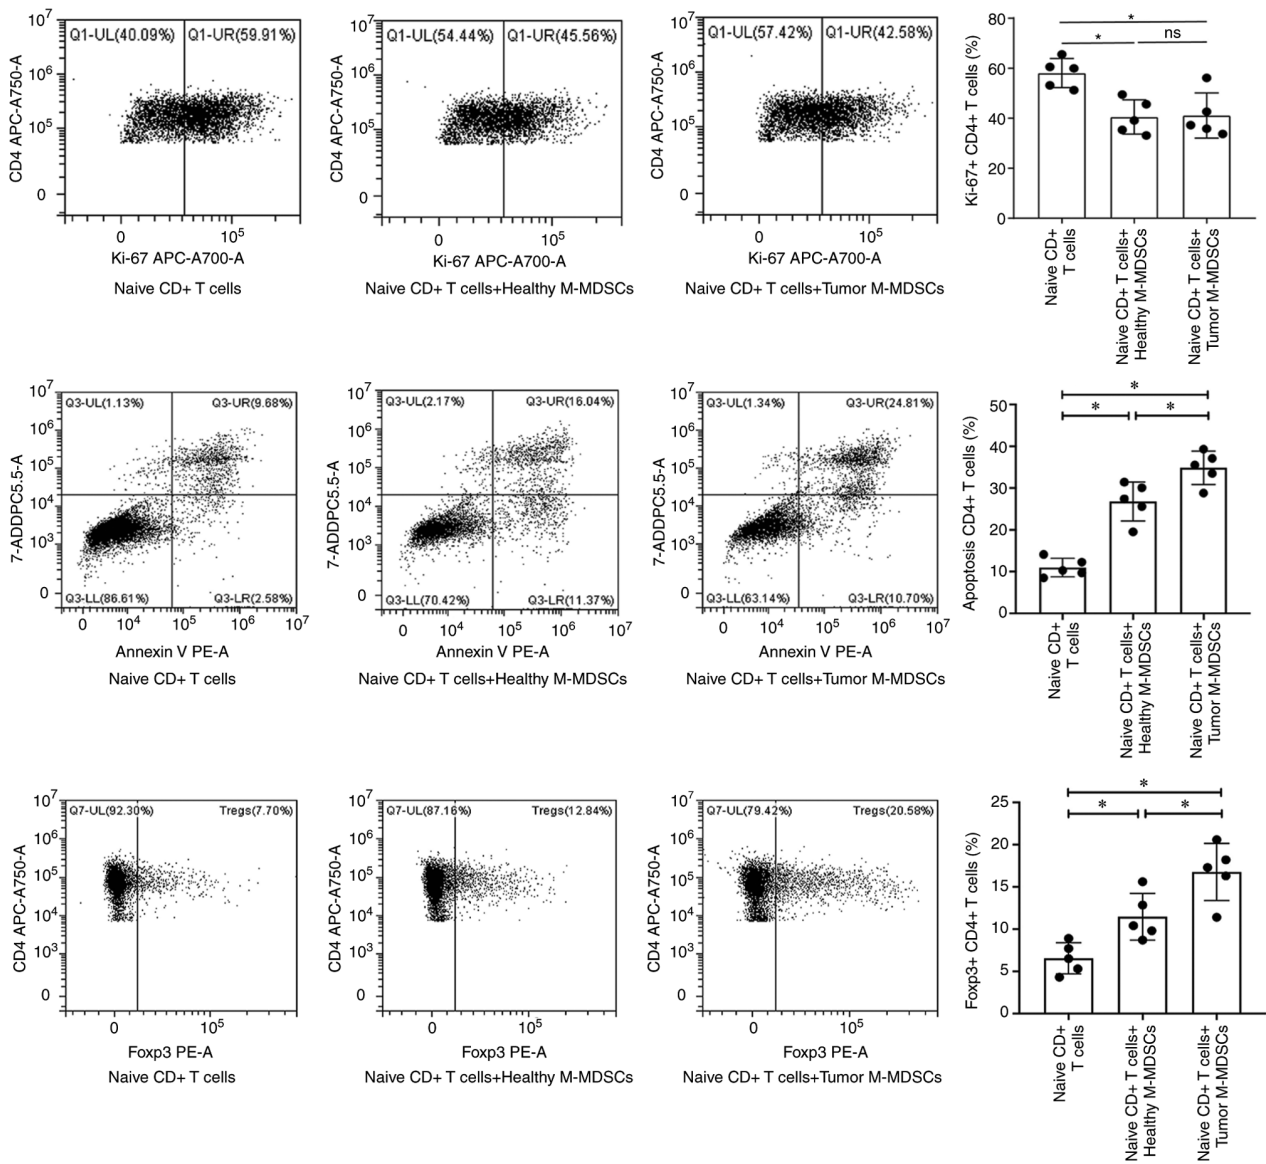 10^7
10^6
10^5
0
CD4 APC-A750-A
Q1-UL(40.09%) Q1-UR(59.91%)
0 10^5
Ki-67 APC-A700-A
Naive CD+ T cells
10^7
10^6
10^5
0
CD4 APC-A750-A
Q1-UL(54.44%) Q1-UR(45.56%)
0 10^5
Ki-67 APC-A700-A
Naive CD+ T cells+Healthy M-MDSCs
10^7
10^6
10^5
0
CD4 APC-A750-A
Q1-UL(57.42%) Q1-UR(42.58%)
0 10^5
Ki-67 APC-A700-A
Naive CD+ T cells+Tumor M-MDSCs
80
60
40
20
0
Ki-67+ CD4+ T cells (%)
*
* ns
Naive CD+
T cells
Naive CD+ T cells+
Healthy M-MDSCs
Naive CD+ T cells+
Tumor M-MDSCs
10^7
10^6
10^5
10^4
10^3
0
7-ADDPC5.5-A
Q3-UL(1.13%) Q3-UR(9.68%)
Q3-LL(86.61%) Q3-LR(2.58%)
0 10^4 10^5 10^6 10^7
Annexin V PE-A
Naive CD+ T cells
10^7
10^6
10^5
10^4
10^3
0
7-ADDPC5.5-A
Q3-UL(2.17%) Q3-UR(16.04%)
Q3-LL(70.42%) Q3-LR(11.37%)
0 10^4 10^5 10^6 10^7
Annexin V PE-A
Naive CD+ T cells+Healthy M-MDSCs
10^7
10^6
10^5
10^4
10^3
0
7-ADDPC5.5-A
Q3-UL(1.34%) Q3-UR(24.81%)
Q3-LL(63.14%) Q3-LR(10.70%)
0 10^4 10^5 10^6 10^7
Annexin V PE-A
Naive CD+ T cells+Tumor M-MDSCs
50
40
30
20
10
0
Apoptosis CD4+ T cells (%)
*
* *
Naive CD+
T cells
Naive CD+ T cells+
Healthy M-MDSCs
Naive CD+ T cells+
Tumor M-MDSCs
10^7
10^6
10^5
10^4
10^3
0
CD4 APC-A750-A
Q7-UL(92.30%) Tregs(7.70%)
0 10^5
Foxp3 PE-A
Naive CD+ T cells
10^7
10^6
10^5
10^4
10^3
0
CD4 APC-A750-A
Q7-UL(87.16%) Tregs(12.84%)
0 10^5
Foxp3 PE-A
Naive CD+ T cells+Healthy M-MDSCs
10^7
10^6
10^5
10^4
10^3
0
CD4 APC-A750-A
Q7-UL(79.42%) Tregs(20.58%)
0 10^5
Foxp3 PE-A
Naive CD+ T cells+Tumor M-MDSCs
25
20
15
10
5
0
Foxp3+ CD4+ T cells (%)
*
* *
Naive CD+
T cells
Naive CD+ T cells+
Healthy M-MDSCs
Naive CD+ T cells+
Tumor M-MDSCs